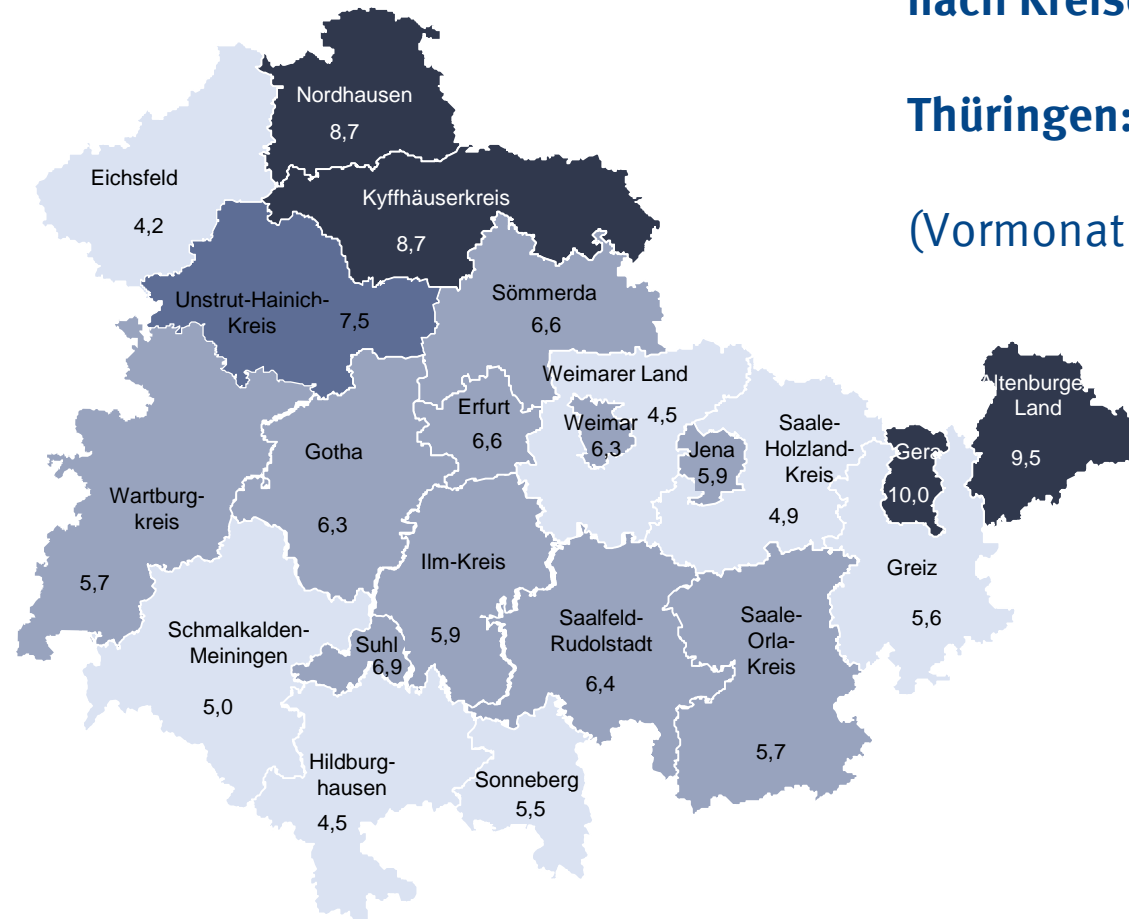 nach Kreise
Thüringen:
(Vormonat
Nordhausen
8,7
Eichsfeld
4,2
Kyffhäuserkreis
8,7
Unstrut-Hainich-
Kreis
7,5
Sömmerda
6,6
Weimarer Land
4,5
Erfurt
6,6
Weimar
6,3
Jena
5,9
Saale-
Holzland-
Kreis
4,9
Gera
10,0
Altenburge
Land
9,5
Gotha
6,3
Wartburg-
kreis
5,7
Ilm-Kreis
5,9
Greiz
5,6
Schmalkalden-
Meiningen
5,0
Suhl
6,9
Saalfeld-
Rudolstadt
6,4
Saale-
Orla-
Kreis
5,7
Hildburg-
hausen
4,5
Sonneberg
5,5